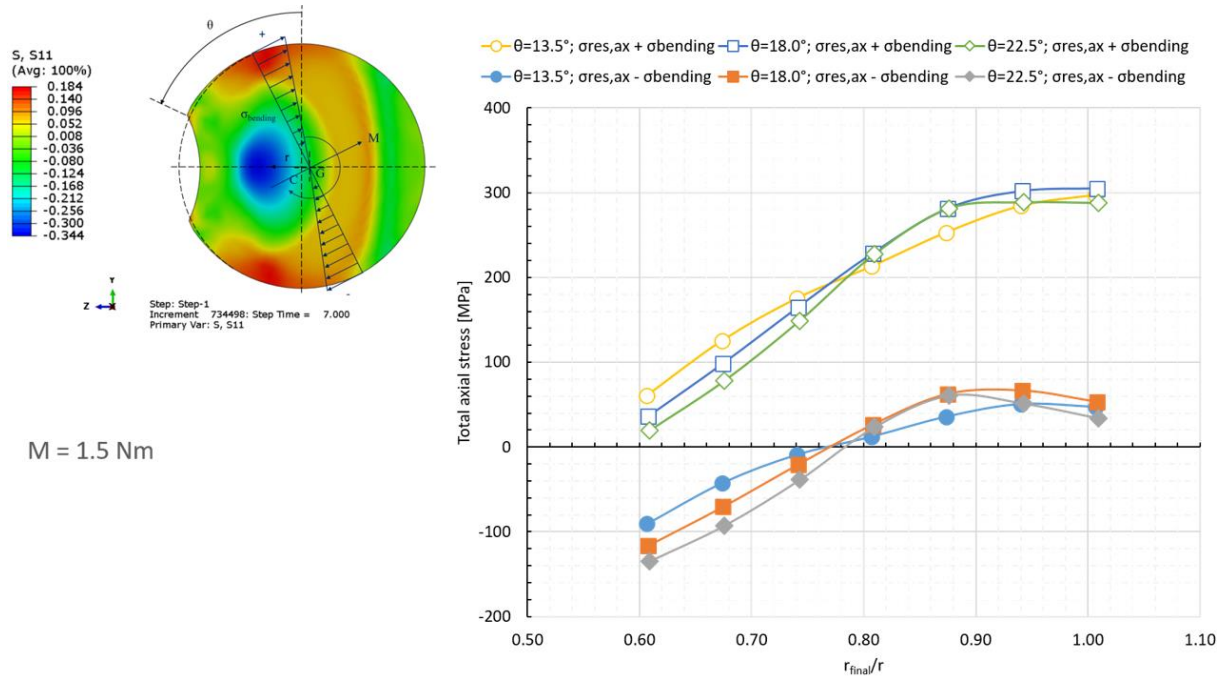 θ
S, S11
(Avg: 100%)
0.184
0.140
0.096
0.052
0.008
-0.036
-0.080
-0.124
-0.168
-0.212
-0.256
-0.300
-0.344
+
σbending
M
r
G
C
-
Y
Z
X
Step: Step-1
Increment 734498: Step Time = 7.000
Primary Var: S, S11
M = 1.5 Nm
θ=13.5°; σres,ax + σbending
θ=18.0°; σres,ax + σbending
θ=22.5°; σres,ax + σbending
θ=13.5°; σres,ax - σbending
θ=18.0°; σres,ax - σbending
θ=22.5°; σres,ax - σbending
Total axial stress [MPa]
400
300
200
100
0
-100
-200
0.50
0.60
0.70
0.80
0.90
1.00
1.10
rfinal/r